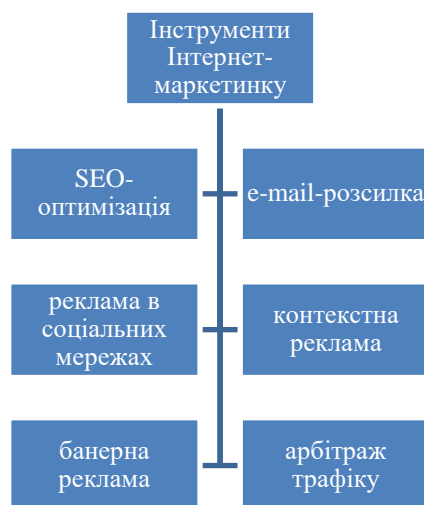 Інструменти
Інтернет-
маркетинку
SEO-
оптимізація
e-mail-розсилка
реклама в
соціальних
мережах
контекстна
реклама
банерна
реклама
арбітраж
трафіку